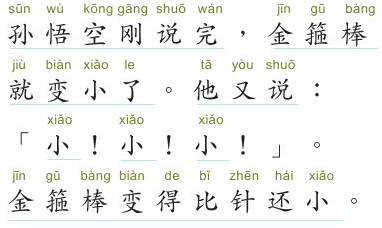 sūn wù kōng gāng shuō wán jīn gū bàng
孙悟空刚说完，金箍棒
jiù biàn xiǎo le tā yòu shuō
就变小了。他又说：
xiǎo xiǎo xiǎo
「小！小！小！」。
jīn gū bàng biàn de bǐ zhēn hái xiǎo
金箍棒变得比针还小。